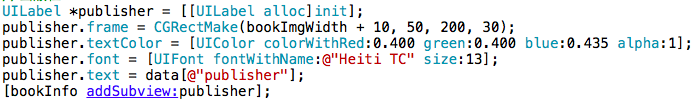 UILabel *publisher = [[UILabel alloc]init];
publisher.frame = CGRectMake(bookImgWidth + 10, 50, 200, 30);
publisher.textColor = [UIColor colorWithRed:0.400 green:0.400 blue:0.435 alpha:1];
publisher.font = [UIFont fontWithName:@"Heiti TC" size:13];
publisher.text = data[@"publisher"];
[bookInfo addSubview:publisher];